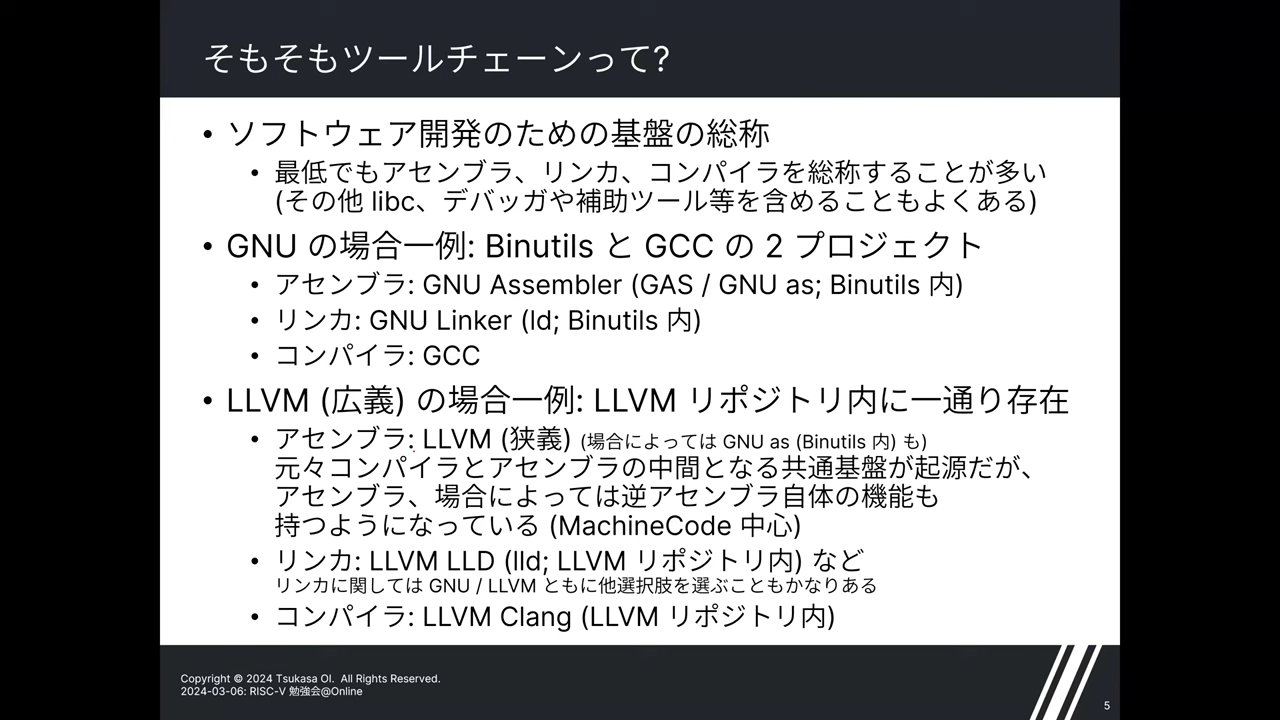 そもそもツールチェーンって?
• ソフトウェア開発のための基盤の総称
• 最低でもアセンブラ、リンカ、コンパイラを総称することが多い
(その他 libc、デバッガや補助ツール等を含めることもよくある)
• GNU の場合一例: Binutils と GCC の 2 プロジェクト
• アセンブラ: GNU Assembler (GAS / GNU as; Binutils 内)
• リンカ: GNU Linker (ld; Binutils 内)
• コンパイラ: GCC
• LLVM (広義) の場合一例: LLVM リポジトリ内に一通り存在
• アセンブラ: LLVM (狭義) (場合によっては GNU as (Binutils 内) も)
元々コンパイラとアセンブラの中間となる共通基盤が起源だが、
アセンブラ、場合によっては逆アセンブラ自体の機能も
持つようになっている (MachineCode 中心)
• リンカ: LLVM LLD (lld; LLVM リポジトリ内) など
リンカに関しては GNU / LLVM ともに他選択肢を選ぶこともかなりある
• コンパイラ: LLVM Clang (LLVM リポジトリ内)
Copyright © 2024 Tsukasa OI. All Rights Reserved.
2024-03-06: RISC-V 勉強会@Online
5